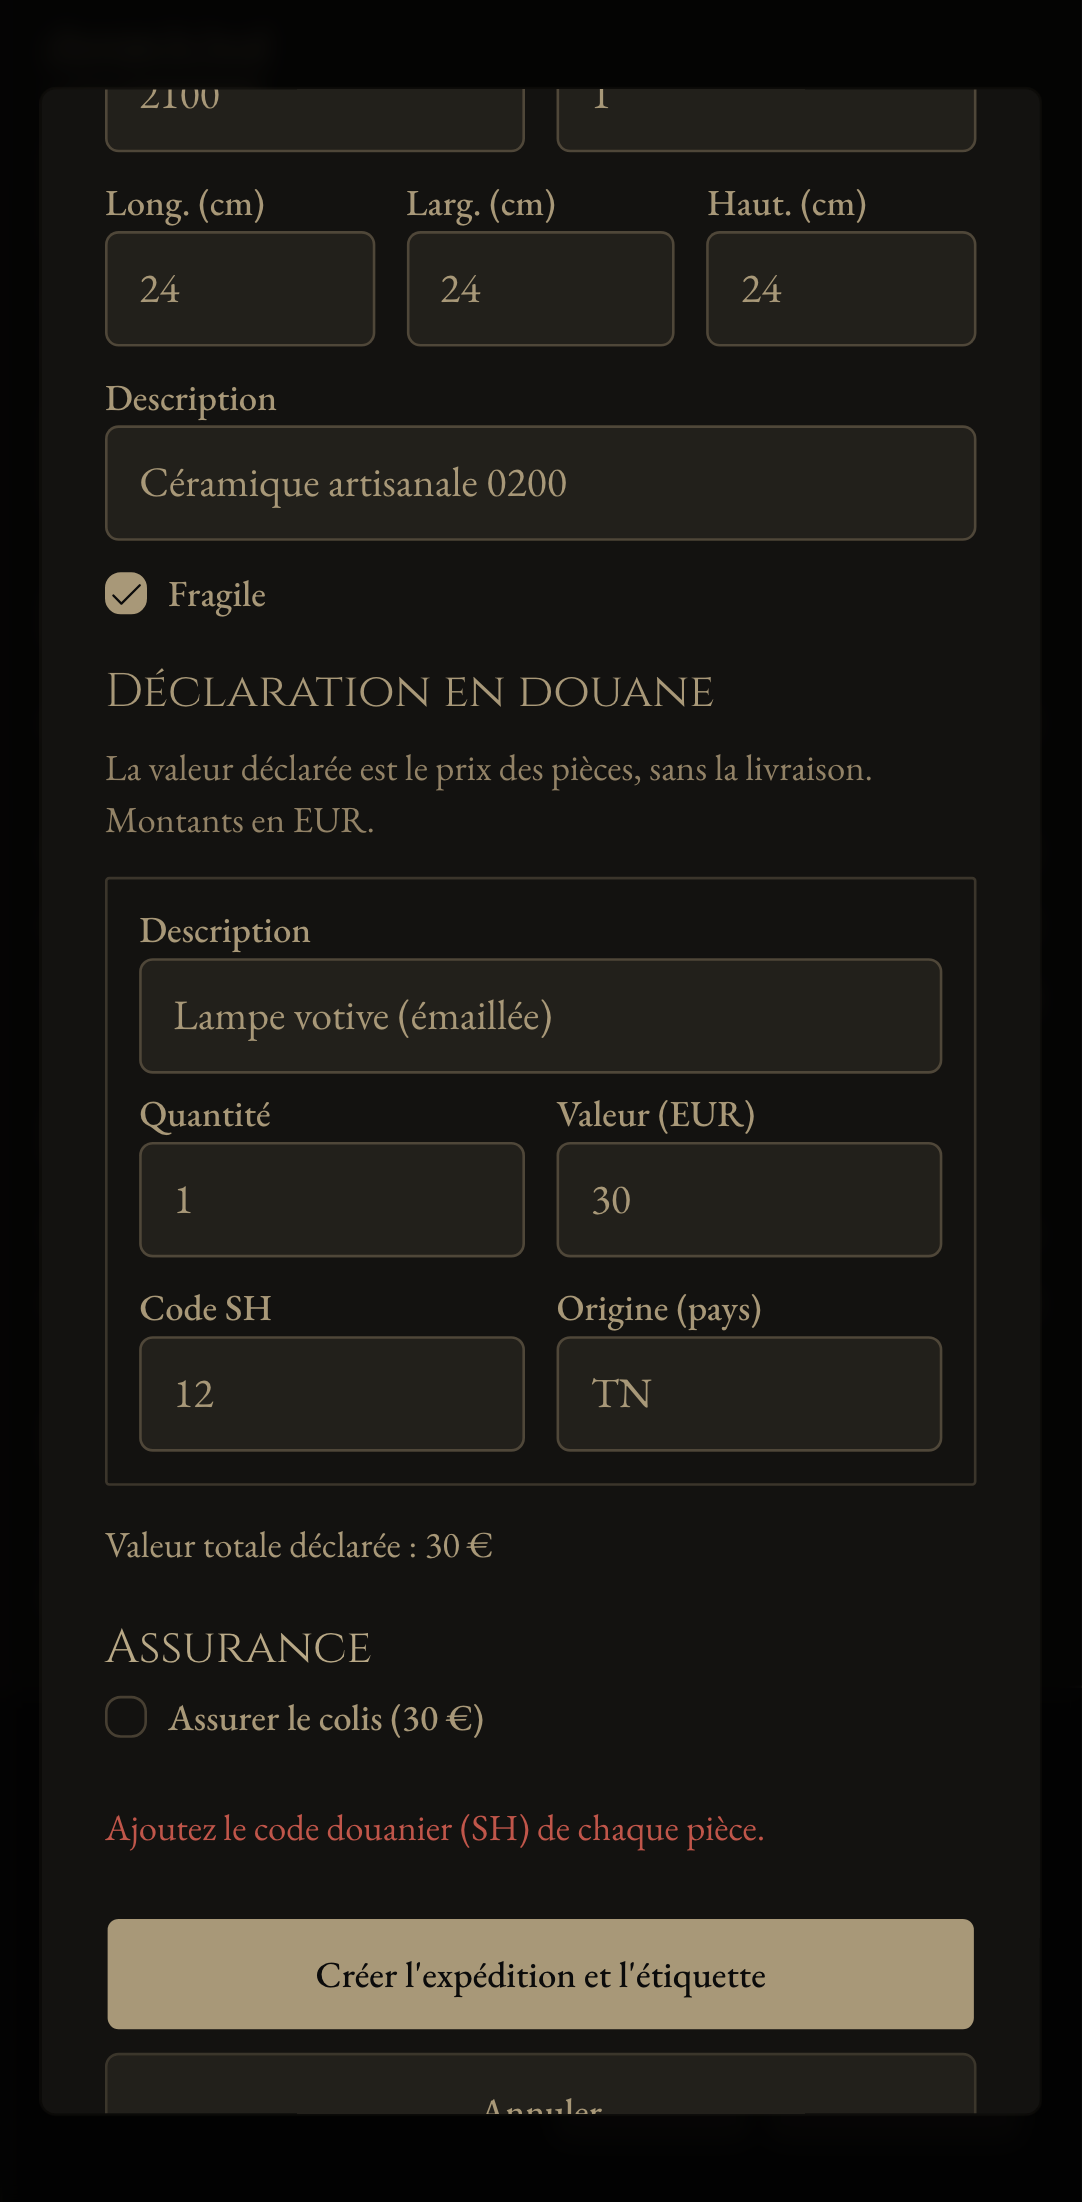 2100
1
Long. (cm)
Larg. (cm)
Haut. (cm)
24
24
24
Description
Céramique artisanale 0200
Fragile
Déclaration en douane
La valeur déclarée est le prix des pièces, sans la livraison.
Montants en EUR.
Description
Lampe votive (émaillée)
Quantité
Valeur (EUR)
1
30
Code SH
Origine (pays)
12
TN
Valeur totale déclarée : 30 €
Assurance
Assurer le colis (30 €)
Ajoutez le code douanier (SH) de chaque pièce.
Créer l'expédition et l'étiquette
Annuler